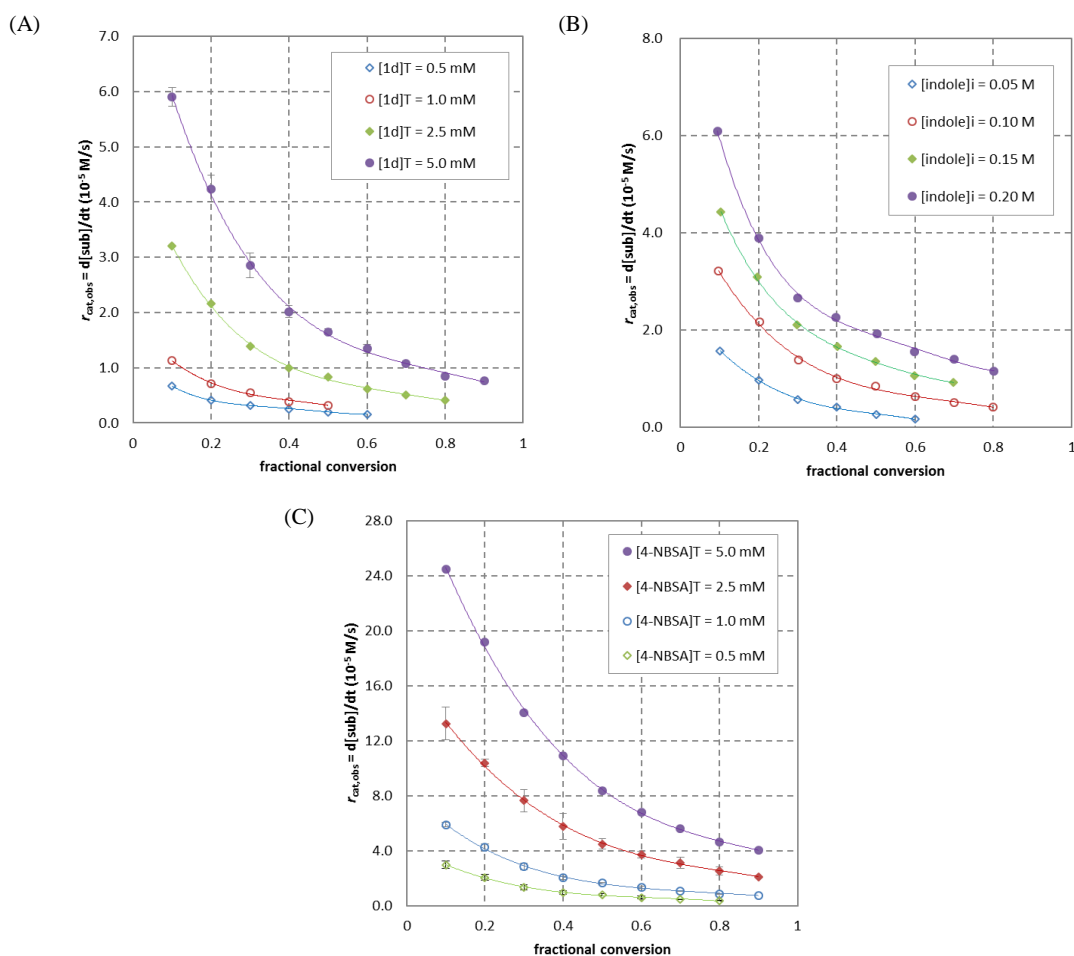 (A)
7.0
6.0
5.0
4.0
3.0
2.0
1.0
0.0
0
0.2
0.4
0.6
0.8
1
r_cat,obs = d[sub]/dt (10⁻⁵ M/s)
fractional conversion
[1d]T = 0.5 mM
[1d]T = 1.0 mM
[1d]T = 2.5 mM
[1d]T = 5.0 mM
(B)
8.0
6.0
4.0
2.0
0.0
0
0.2
0.4
0.6
0.8
1
r_cat,obs = d[sub]/dt (10⁻⁵ M/s)
fractional conversion
[indole]i = 0.05 M
[indole]i = 0.10 M
[indole]i = 0.15 M
[indole]i = 0.20 M
(C)
28.0
24.0
20.0
16.0
12.0
8.0
4.0
0.0
0
0.2
0.4
0.6
0.8
1
r_cat,obs = d[sub]/dt (10⁻⁵ M/s)
fractional conversion
[4-NBSA]T = 5.0 mM
[4-NBSA]T = 2.5 mM
[4-NBSA]T = 1.0 mM
[4-NBSA]T = 0.5 mM